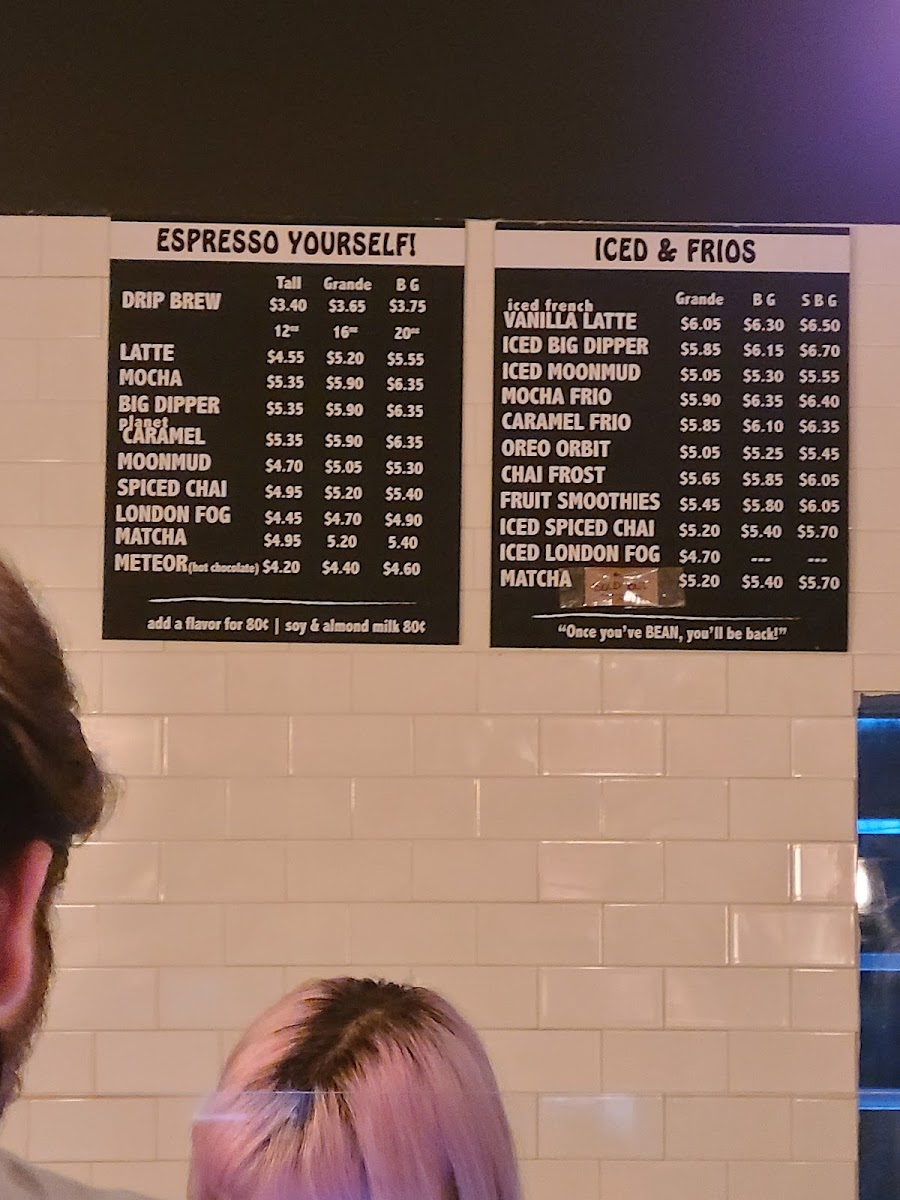 ESPRESSO YOURSELF!
Tall Grande B G
DRIP BREW $3.40 $3.65 $3.75
12oz 16oz 20oz
LATTE $4.55 $5.20 $5.55
MOCHA $5.35 $5.90 $6.35
BIG DIPPER $5.35 $5.90 $6.35
planet
CARAMEL $5.35 $5.90 $6.35
MOONMUD $4.70 $5.05 $5.30
SPICED CHAI $4.95 $5.20 $5.40
LONDON FOG $4.45 $4.70 $4.90
MATCHA $4.95 5.20 5.40
METEOR (hot chocolate) $4.20 $4.40 $4.60
add a flavor for 80¢ | soy & almond milk 80¢
ICED & FRIOS
Grande B G S B G
iced french
VANILLA LATTE $6.05 $6.30 $6.50
ICED BIG DIPPER $5.85 $6.15 $6.70
ICED MOONMUD $5.05 $5.30 $5.55
MOCHA FRIO $5.90 $6.35 $6.40
CARAMEL FRIO $5.85 $6.10 $6.35
OREO ORBIT $5.05 $5.25 $5.45
CHAI FROST $5.65 $5.85 $6.05
FRUIT SMOOTHIES $5.45 $5.80 $6.05
ICED SPICED CHAI $5.20 $5.40 $5.70
ICED LONDON FOG $4.70 --- ---
MATCHA $5.20 $5.40 $5.70
"Once you've BEAN, you'll be back!"